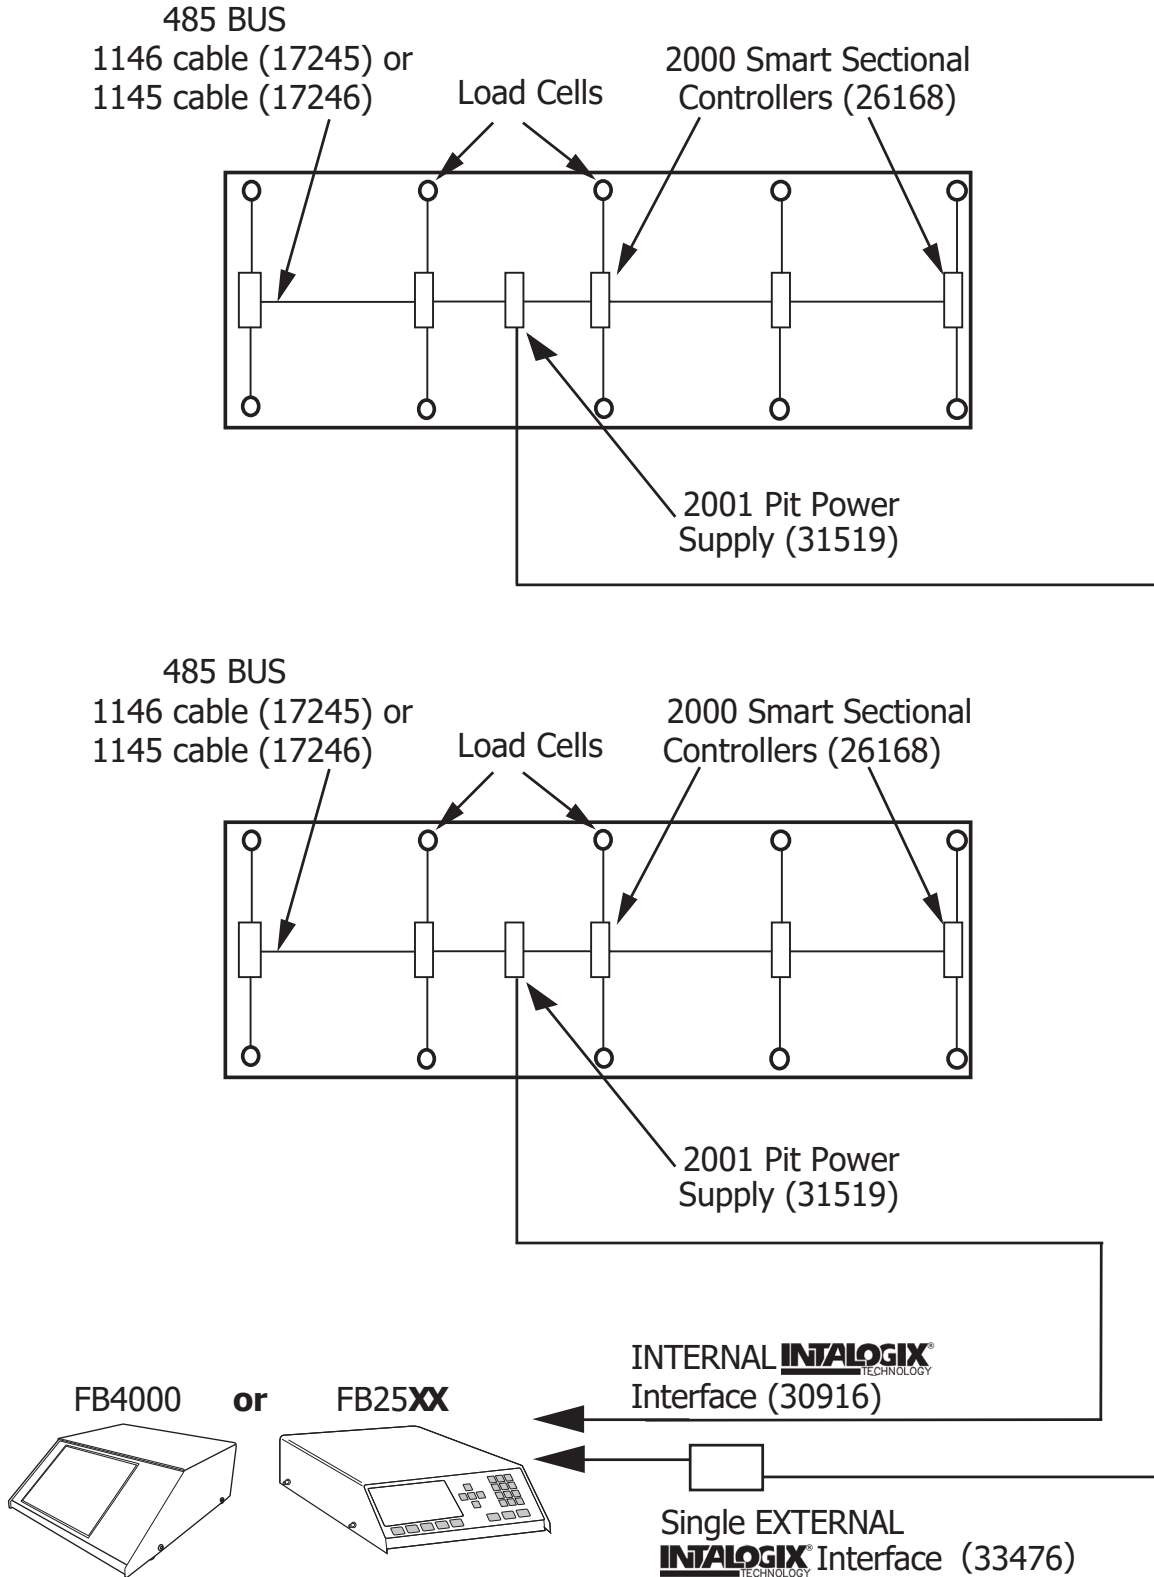 485 BUS
1146 cable (17245) or
1145 cable (17246)
Load Cells
2000 Smart Sectional
Controllers (26168)
2001 Pit Power
Supply (31519)
485 BUS
1146 cable (17245) or
1145 cable (17246)
Load Cells
2000 Smart Sectional
Controllers (26168)
2001 Pit Power
Supply (31519)
INTERNAL INTALOGIX®
TECHNOLOGY
Interface (30916)
FB4000 or FB25XX
Single EXTERNAL
INTALOGIX® Interface (33476)
TECHNOLOGY